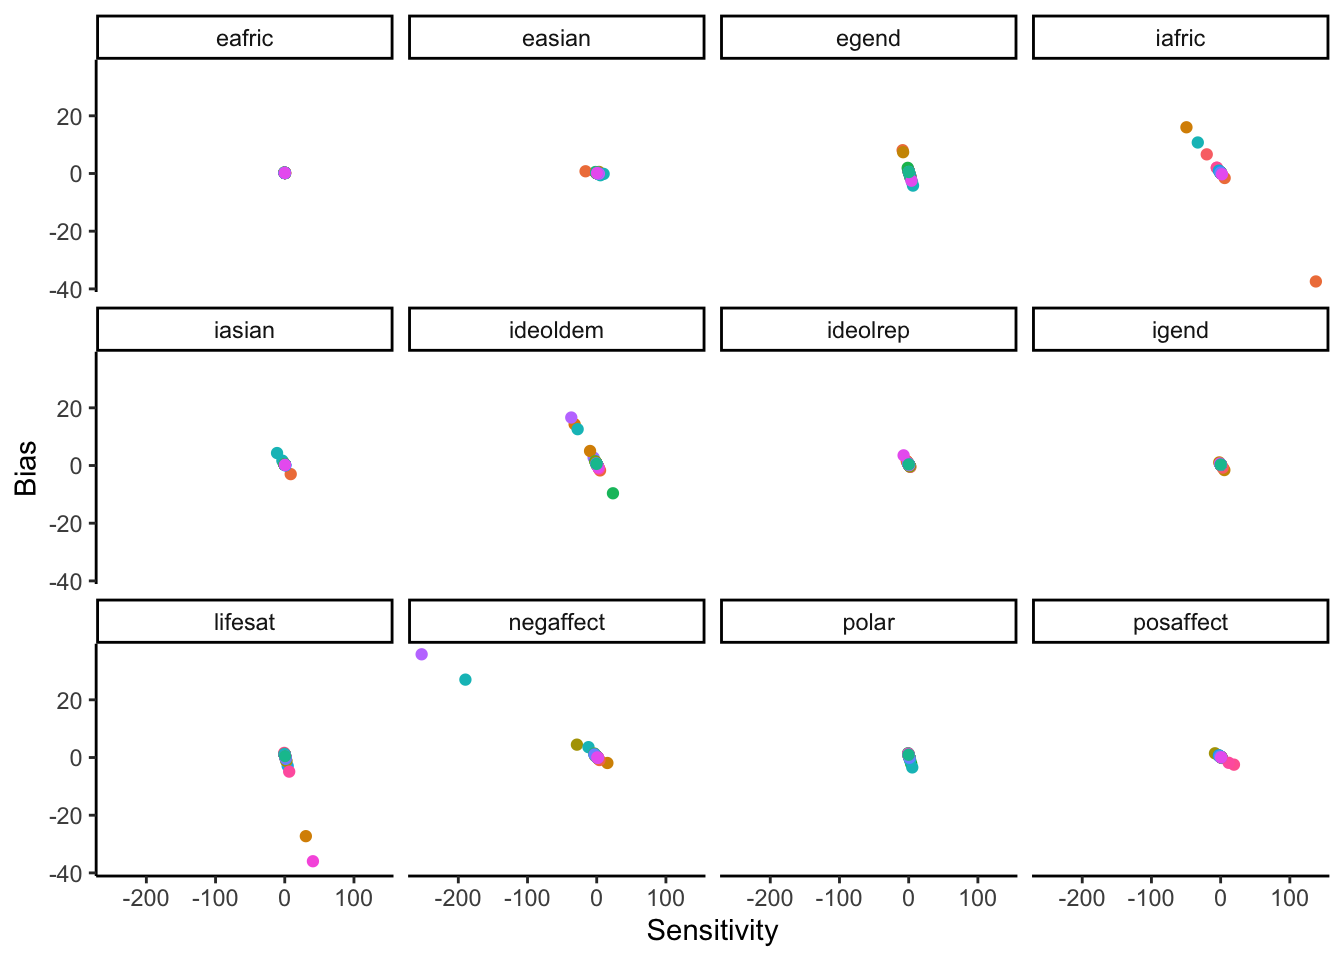 eafric easian egend iafric
20
0
-20
-40
iasian ideoldem ideolrep igend
20
0
-20
-40
Bias
lifesat negaffect polar posaffect
20
0
-20
-40
-200 -100 0 100 -200 -100 0 100 -200 -100 0 100 -200 -100 0 100
Sensitivity